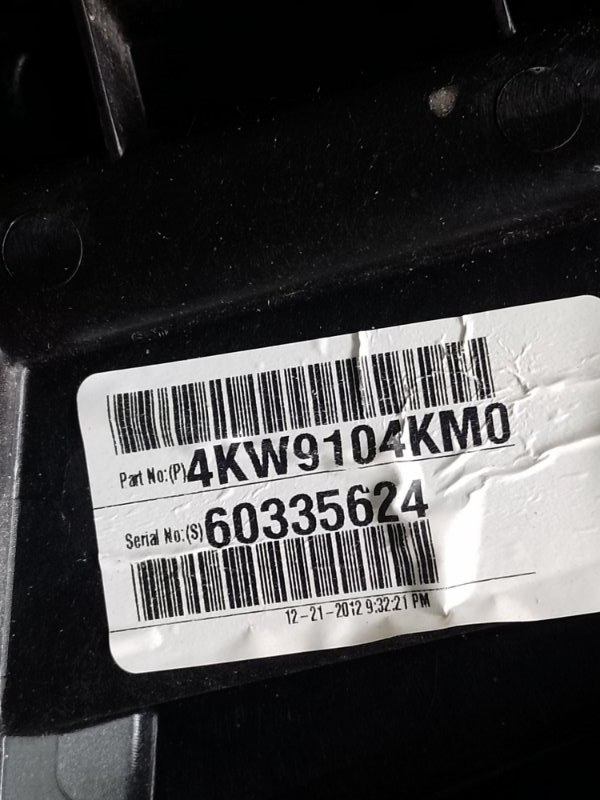 Part No:(P)4KW9104KM0
Serial No:(S)60335624
12-21-2012 9:32:21 PM